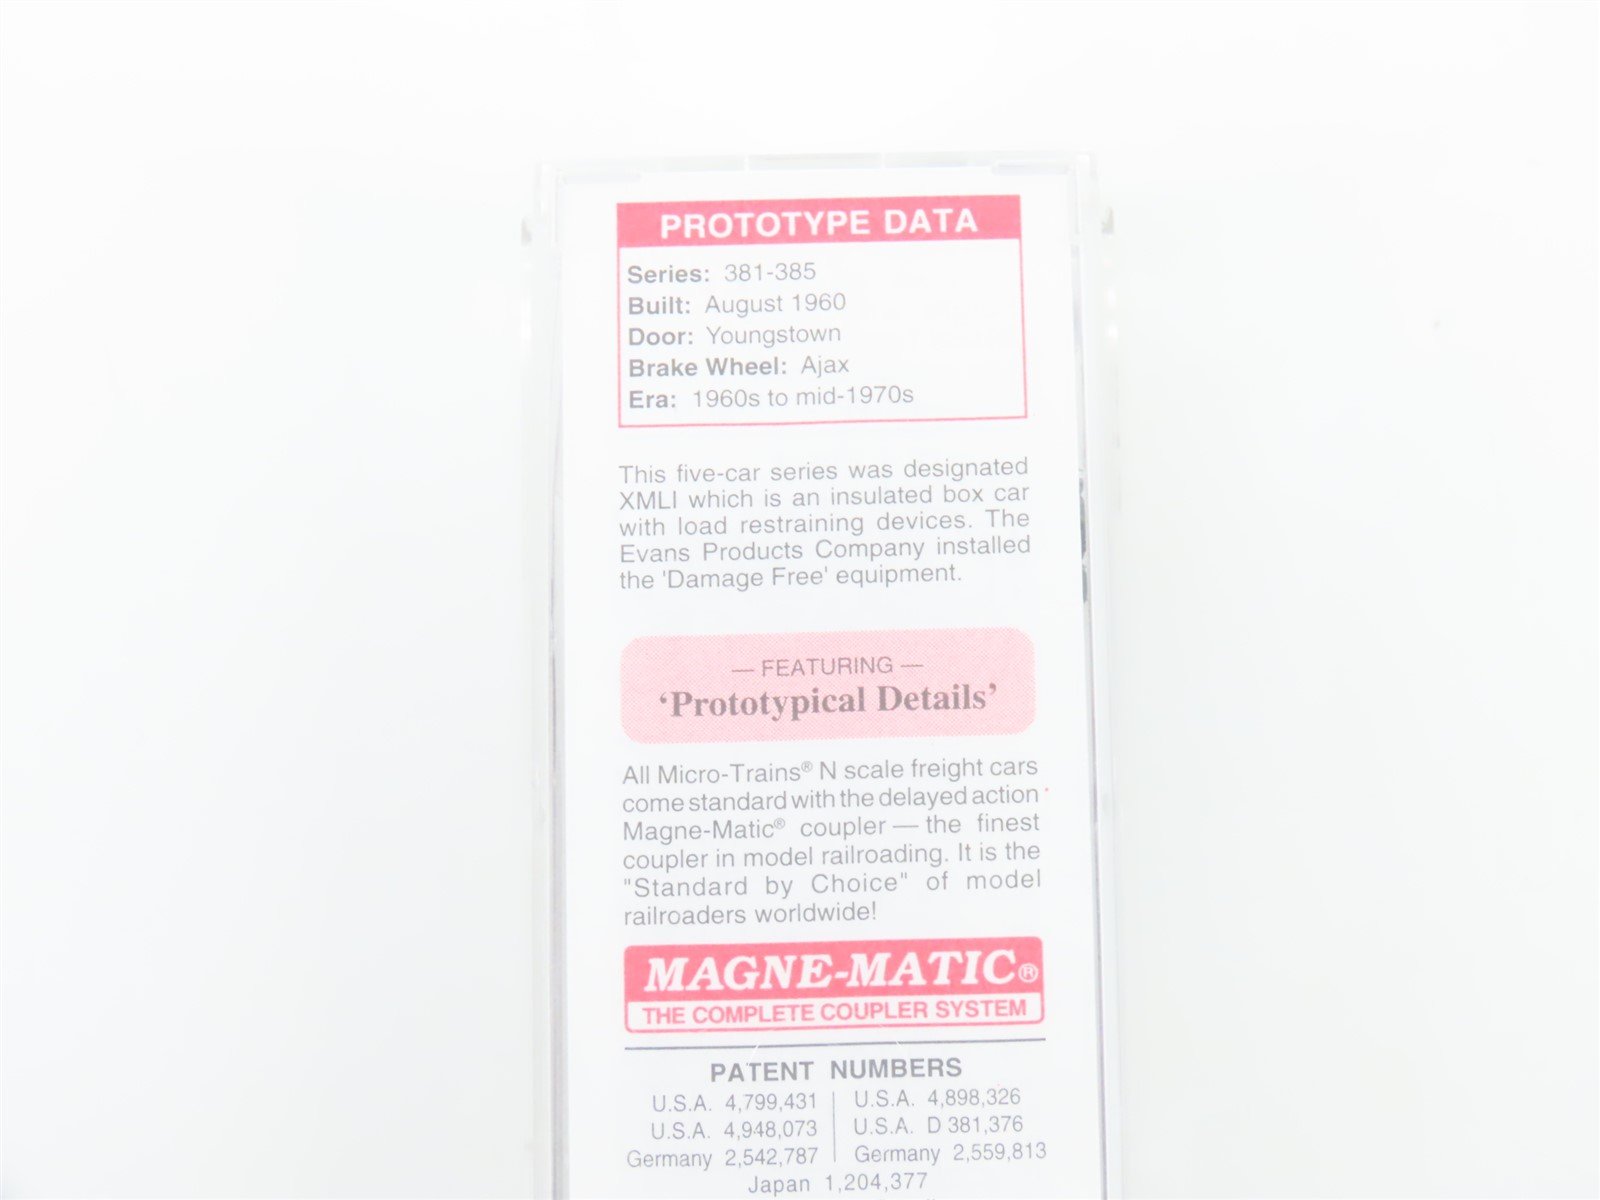 PROTOTYPE DATA
Series: 381-385
Built: August 1960
Door: Youngstown
Brake Wheel: Ajax
Era: 1960s to mid-1970s
This five-car series was designated
XMLI which is an insulated box car
with load restraining devices. The
Evans Products Company installed
the 'Damage Free' equipment.
— FEATURING —
‘Prototypical Details’
All Micro-Trains® N scale freight cars
come standard with the delayed action
Magne-Matic® coupler — the finest
coupler in model railroading. It is the
"Standard by Choice" of model
railroaders worldwide!
MAGNE-MATIC®
THE COMPLETE COUPLER SYSTEM
PATENT NUMBERS
U.S.A. 4,799,431 | U.S.A. 4,898,326
U.S.A. 4,948,073 | U.S.A. D 381,376
Germany 2,542,787 | Germany 2,559,813
Japan 1,204,377